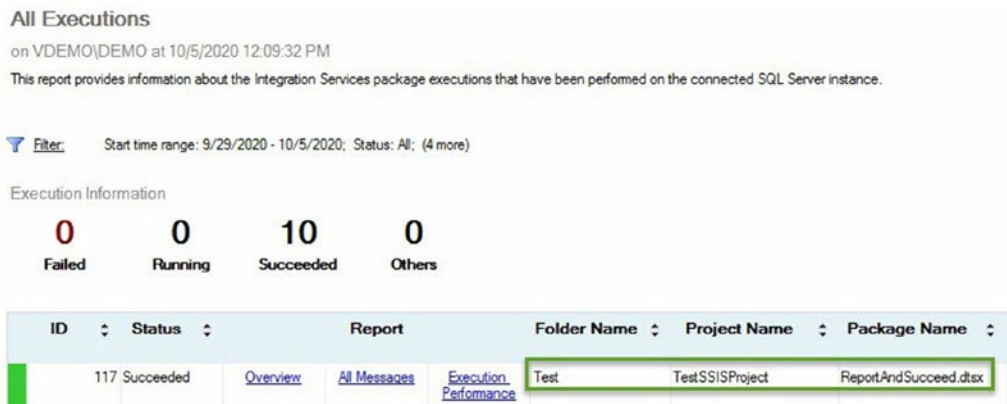 All Executions
on VDEMO\DEMO at 10/5/2020 12:09:32 PM
This report provides information about the Integration Services package executions that have been performed on the connected SQL Server instance.
Filter: Start time range: 9/29/2020 - 10/5/2020; Status: All; (4 more)
Execution Information
0 0 10 0
Failed Running Succeeded Others
ID Status Report Folder Name Project Name Package Name
117 Succeeded Overview All Messages Execution Test TestSSISProject ReportAndSucceed.dtsx
Performance